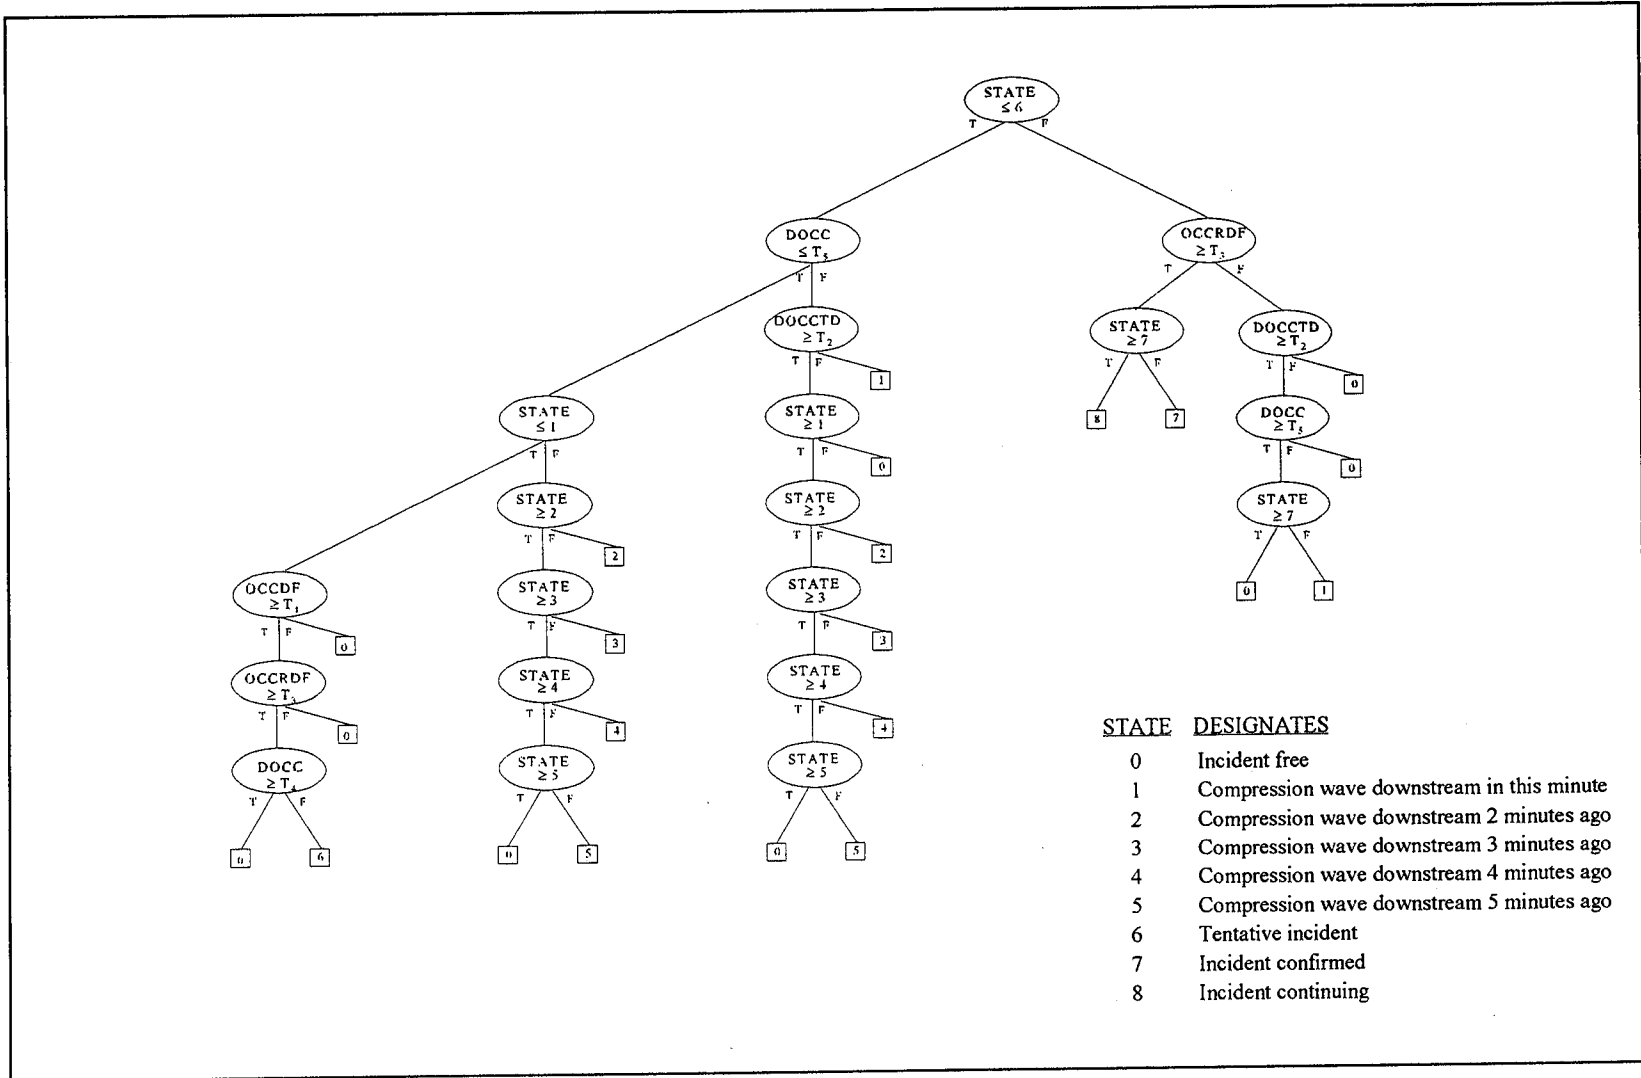 STATE
≤ 6
T F
DOCC
≤ T5
T F
OCCRDF
≥ T3
T F
DOCCTD
≥ T2
T F
1
STATE
≥ 7
T F
8 7
DOCCTD
≥ T2
T F
0
STATE
≤ 1
T F
STATE
≥ 1
T F
0
DOCC
≥ T5
T F
0
STATE
≥ 2
T F
2
STATE
≥ 2
T F
2
STATE
≥ 7
T F
0 1
OCCDF
≥ T1
T F
0
STATE
≥ 3
T F
3
STATE
≥ 3
T F
3
OCCRDF
≥ T3
T F
0
STATE
≥ 4
T F
4
STATE
≥ 4
T F
4
DOCC
≥ T4
T F
0 6
STATE
≥ 5
T F
0 5
STATE
≥ 5
T F
0 5
STATE DESIGNATES
0 Incident free
1 Compression wave downstream in this minute
2 Compression wave downstream 2 minutes ago
3 Compression wave downstream 3 minutes ago
4 Compression wave downstream 4 minutes ago
5 Compression wave downstream 5 minutes ago
6 Tentative incident
7 Incident confirmed
8 Incident continuing